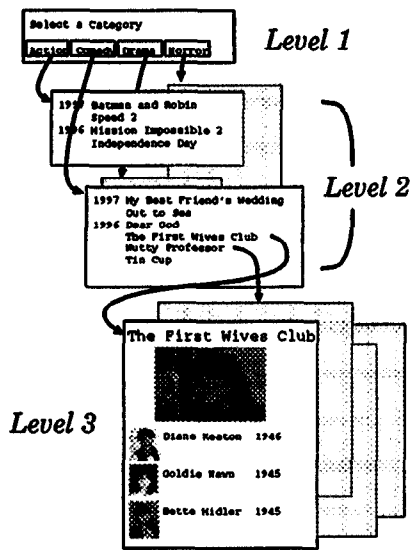 Select a Category
Level 1
Action Comedy Drama Horror
1997 Batman and Robin
Speed 2
1996 Mission Impossible 2
Independence Day
Level 2
1997 My Best Friend's Wedding
Out to Sea
1996 Dear God
The First Wives Club
Nutty Professor
Tin Cup
The First Wives Club
Level 3
Diane Keaton 1946
Goldie Hawn 1945
Bette Midler 1945